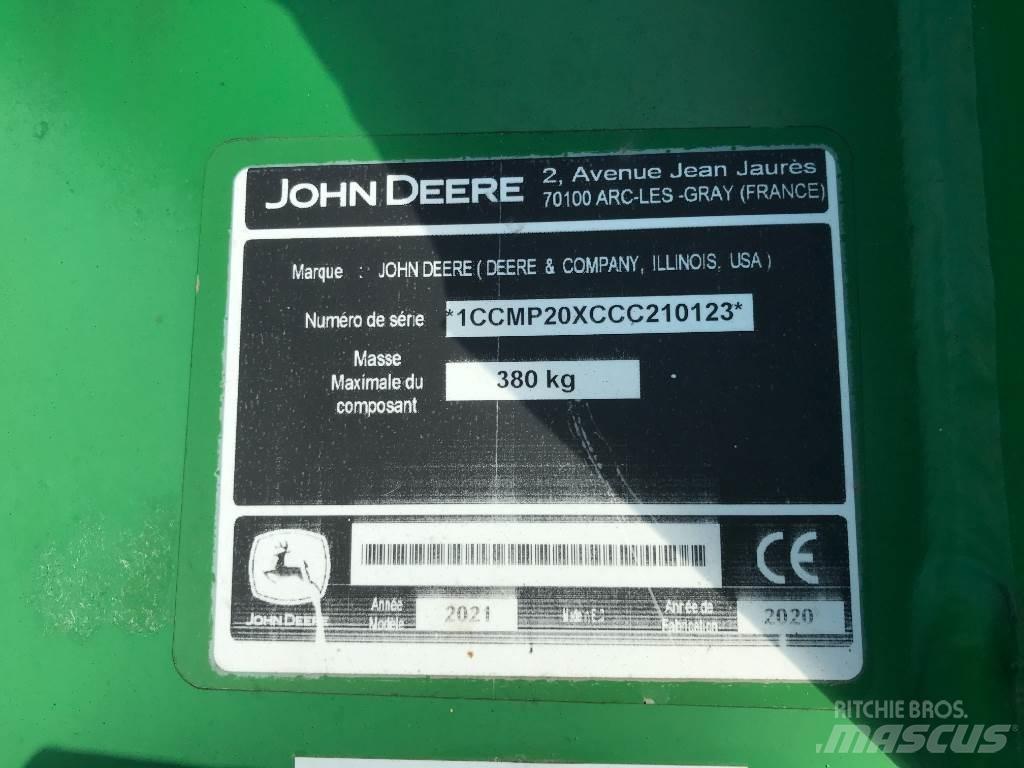 JOHN DEERE
2, Avenue Jean Jaurès
70100 ARC-LES -GRAY (FRANCE)
Marque : JOHN DEERE ( DEERE & COMPANY, ILLINOIS, USA )
Numéro de série *1CCMP20XCCC210123*
Masse
Maximale du
composant
380 kg
CE
JOHN DEERE
Année
Modèle
2021
Année de
Fabrication
2020
RITCHIE BROS.
MASCUS